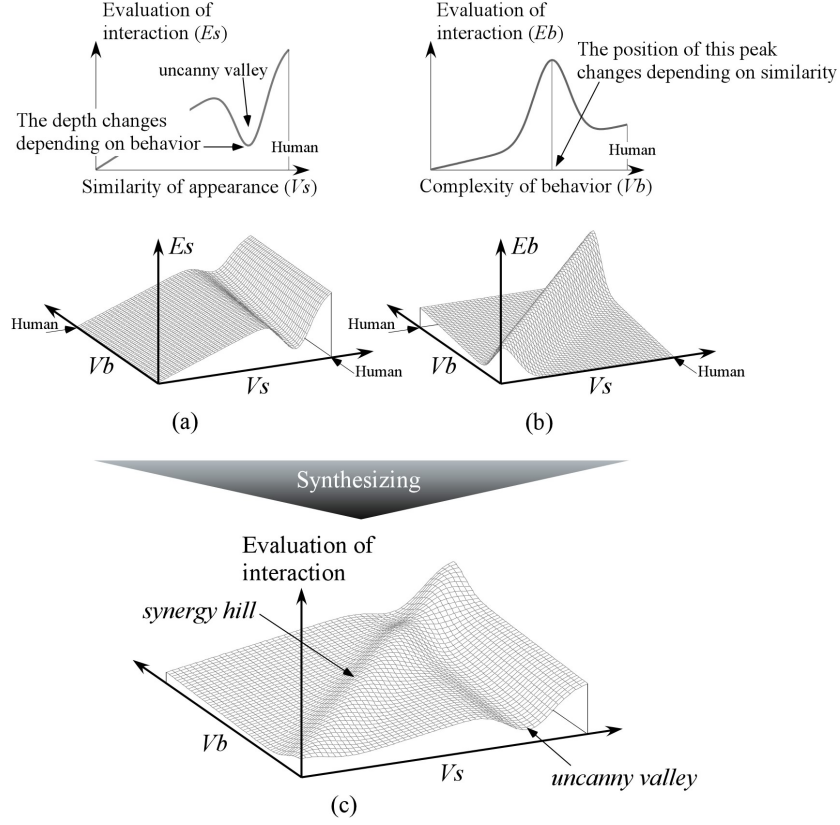 Evaluation of
interaction (Es)
uncanny valley
The depth changes
depending on behavior
Human
Similarity of appearance (Vs)
Evaluation of
interaction (Eb)
The position of this peak
changes depending on similarity
Human
Complexity of behavior (Vb)
Es
Human
Vb
Vs
Human
(a)
Eb
Human
Vb
Vs
Human
(b)
Synthesizing
Evaluation of
interaction
synergy hill
Vb
Vs
uncanny valley
(c)